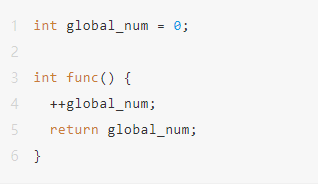 1 int global_num = 0;
2
3 int func() {
4   ++global_num;
5   return global_num;
6 }